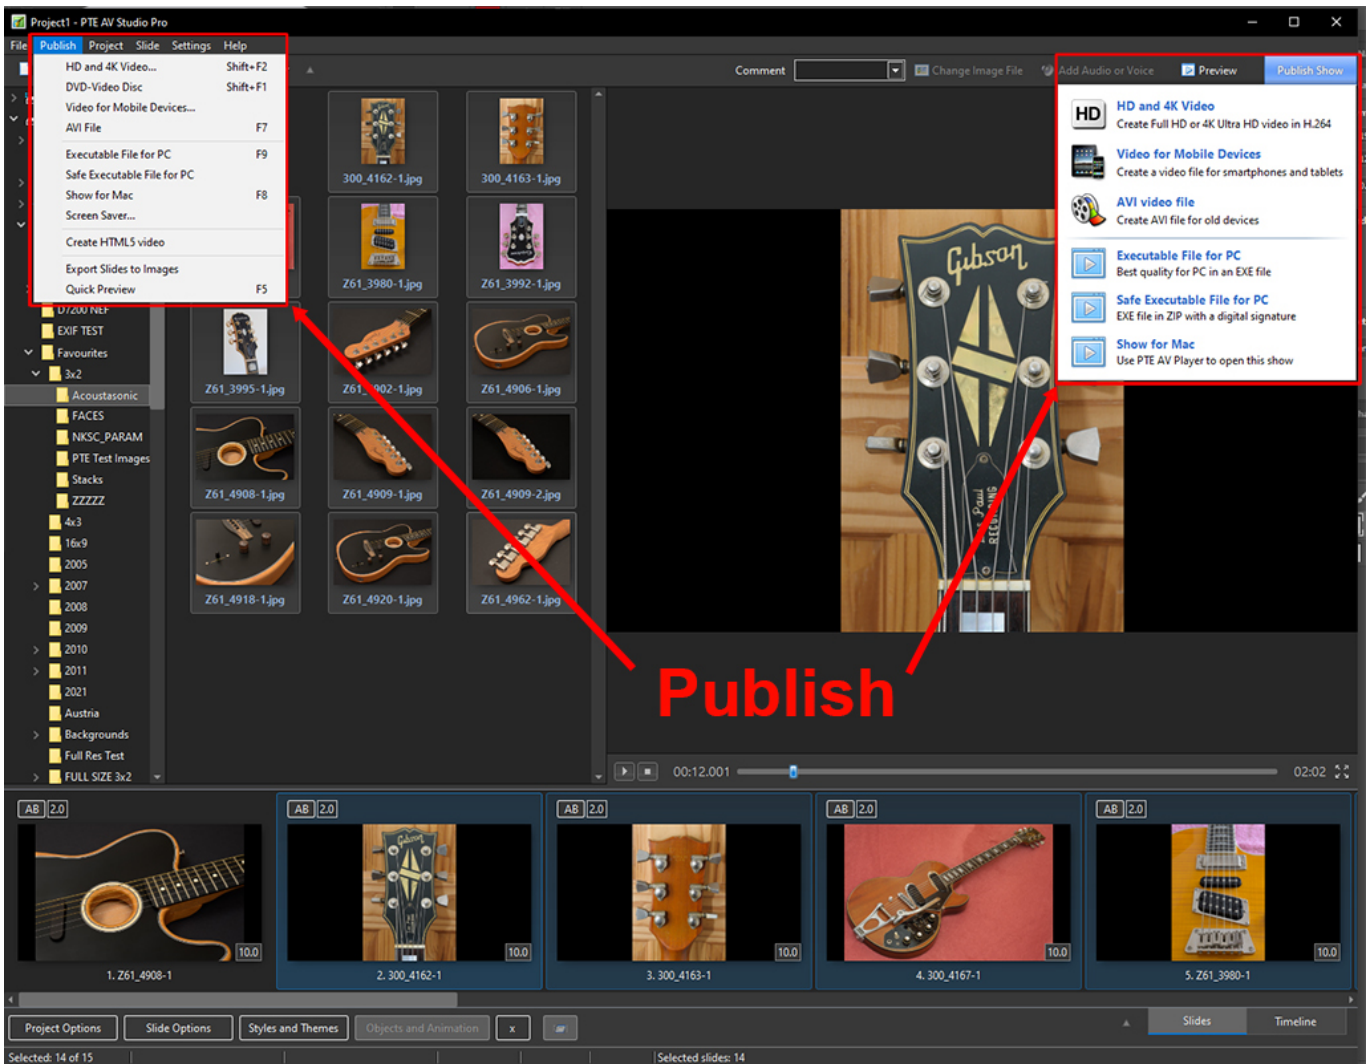 Project1 - PTE AV Studio Pro
File Publish Project Slide Settings Help
HD and 4K Video... Shift+F2
DVD-Video Disc Shift+F1
Video for Mobile Devices...
AVI File F7
Executable File for PC F9
Safe Executable File for PC
Show for Mac F8
Screen Saver...
Create HTML5 video
Export Slides to Images
Quick Preview F5
Comment Change Image File Add Audio or Voice Preview Publish Show
HD
HD and 4K Video
Create Full HD or 4K Ultra HD video in H.264
Video for Mobile Devices
Create a video file for smartphones and tablets
AVI video file
Create AVI file for old devices
Executable File for PC
Best quality for PC in an EXE file
Safe Executable File for PC
EXE file in ZIP with a digital signature
Show for Mac
Use PTE AV Player to open this show
D7200 NEF
EXIF TEST
Favourites
3x2
Acoustasonic
FACES
NKSC_PARAM
PTE Test Images
Stacks
ZZZZZ
4x3
16x9
2005
2007
2008
2009
2010
2011
2021
Austria
Backgrounds
Full Res Test
FULL SIZE 3x2
300_4162-1.jpg 300_4163-1.jpg
Z61_3980-1.jpg Z61_3992-1.jpg
Z61_3995-1.jpg Z61_4902-1.jpg Z61_4906-1.jpg
Z61_4908-1.jpg Z61_4909-1.jpg Z61_4909-2.jpg
Z61_4918-1.jpg Z61_4920-1.jpg Z61_4962-1.jpg
Gibson
Les Paul
RECORDING
Publish
00:12.001 02:02
AB 2.0 AB 2.0 AB 2.0 AB 2.0 AB 2.0
Gibson
10.0 10.0 10.0 10.0 10.0
1. Z61_4908-1 2. 300_4162-1 3. 300_4163-1 4. 300_4167-1 5. Z61_3980-1
Project Options Slide Options Styles and Themes Objects and Animation x Slides Timeline
Selected: 14 of 15 Selected slides: 14